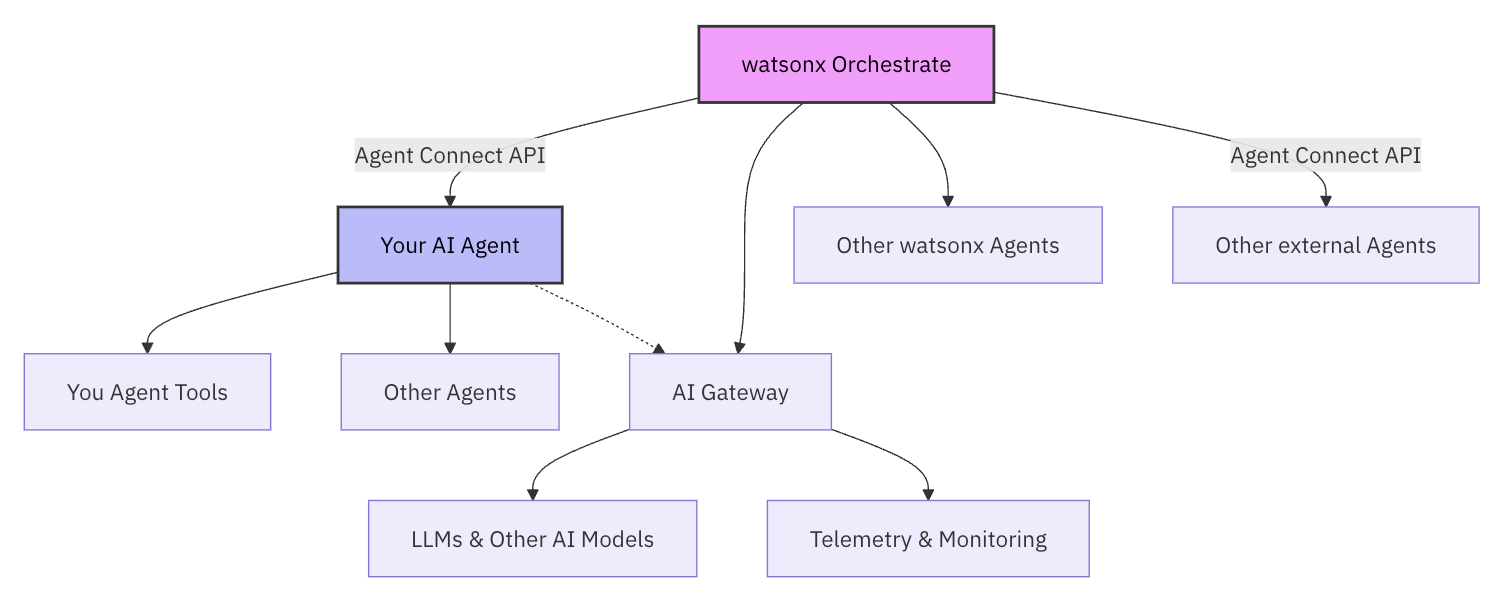 watsonx Orchestrate
Agent Connect API
Agent Connect API
Your AI Agent
Other watsonx Agents
Other external Agents
You Agent Tools
Other Agents
AI Gateway
LLMs & Other AI Models
Telemetry & Monitoring